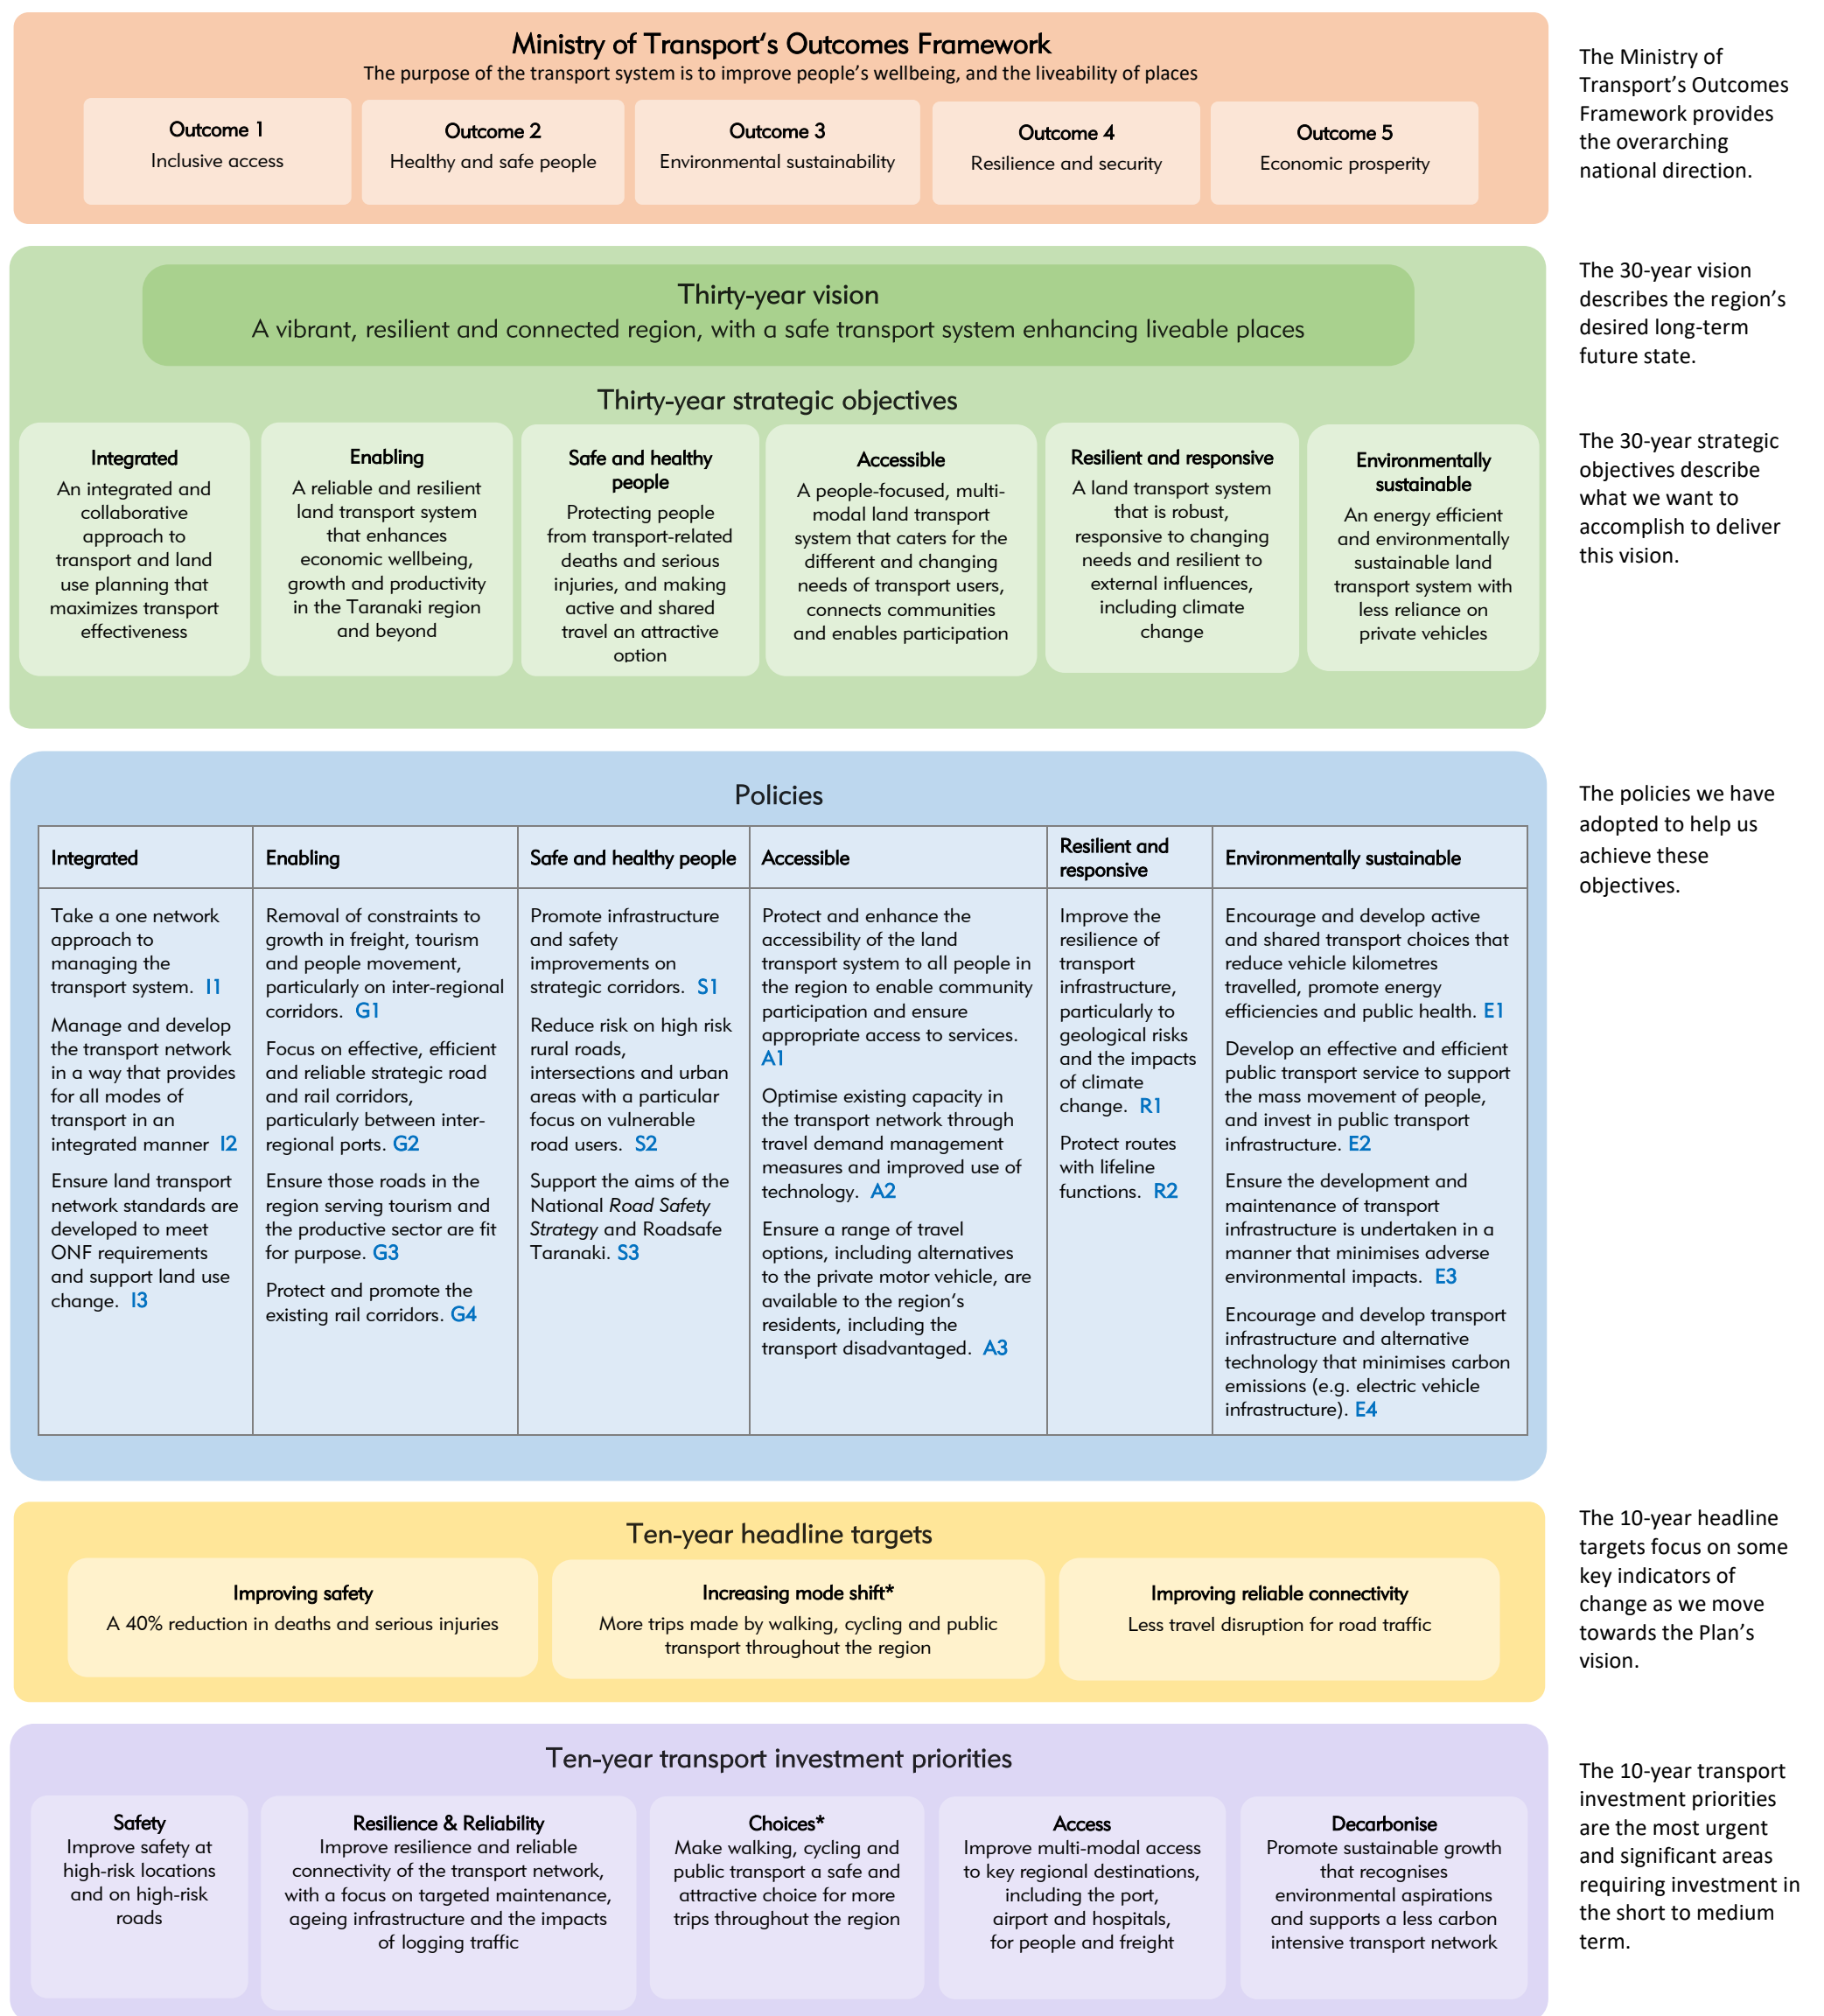 Ministry of Transport's Outcomes Framework
The purpose of the transport system is to improve people's wellbeing, and the liveability of places
Outcome 1
Inclusive access
Outcome 2
Healthy and safe people
Outcome 3
Environmental sustainability
Outcome 4
Resilience and security
Outcome 5
Economic prosperity
The Ministry of
Transport's Outcomes
Framework provides
the overarching
national direction.
Thirty-year vision
A vibrant, resilient and connected region, with a safe transport system enhancing liveable places
The 30-year vision
describes the region's
desired long-term
future state.
Thirty-year strategic objectives
Integrated
An integrated and
collaborative
approach to
transport and land
use planning that
maximizes transport
effectiveness
Enabling
A reliable and resilient
land transport system
that enhances
economic wellbeing,
growth and productivity
in the Taranaki region
and beyond
Safe and healthy
people
Protecting people
from transport-related
deaths and serious
injuries, and making
active and shared
travel an attractive
option
Accessible
A people-focused, multi-
modal land transport
system that caters for the
different and changing
needs of transport users,
connects communities
and enables participation
Resilient and responsive
A land transport system
that is robust,
responsive to changing
needs and resilient to
external influences,
including climate
change
Environmentally
sustainable
An energy efficient
and environmentally
sustainable land
transport system with
less reliance on
private vehicles
The 30-year strategic
objectives describe
what we want to
accomplish to deliver
this vision.
Policies
Integrated
Take a one network
approach to
managing the
transport system. I1
Manage and develop
the transport network
in a way that provides
for all modes of
transport in an
integrated manner I2
Ensure land transport
network standards are
developed to meet
ONF requirements
and support land use
change. I3
Enabling
Removal of constraints to
growth in freight, tourism
and people movement,
particularly on inter-regional
corridors. G1
Focus on effective, efficient
and reliable strategic road
and rail corridors,
particularly between inter-
regional ports. G2
Ensure those roads in the
region serving tourism and
the productive sector are fit
for purpose. G3
Protect and promote the
existing rail corridors. G4
Safe and healthy people
Promote infrastructure
and safety
improvements on
strategic corridors. S1
Reduce risk on high risk
rural roads,
intersections and urban
areas with a particular
focus on vulnerable
road users. S2
Support the aims of the
National Road Safety
Strategy and Roadsafe
Taranaki. S3
Accessible
Protect and enhance the
accessibility of the land
transport system to all people in
the region to enable community
participation and ensure
appropriate access to services.
A1
Optimise existing capacity in
the transport network through
travel demand management
measures and improved use of
technology. A2
Ensure a range of travel
options, including alternatives
to the private motor vehicle, are
available to the region's
residents, including the
transport disadvantaged. A3
Resilient and
responsive
Improve the
resilience of
transport
infrastructure,
particularly to
geological risks
and the impacts
of climate
change. R1
Protect routes
with lifeline
functions. R2
Environmentally sustainable
Encourage and develop active
and shared transport choices that
reduce vehicle kilometres
travelled, promote energy
efficiencies and public health. E1
Develop an effective and efficient
public transport service to support
the mass movement of people,
and invest in public transport
infrastructure. E2
Ensure the development and
maintenance of transport
infrastructure is undertaken in a
manner that minimises adverse
environmental impacts. E3
Encourage and develop transport
infrastructure and alternative
technology that minimises carbon
emissions (e.g. electric vehicle
infrastructure). E4
The policies we have
adopted to help us
achieve these
objectives.
Ten-year headline targets
Improving safety
A 40% reduction in deaths and serious injuries
Increasing mode shift*
More trips made by walking, cycling and public
transport throughout the region
Improving reliable connectivity
Less travel disruption for road traffic
The 10-year headline
targets focus on some
key indicators of
change as we move
towards the Plan's
vision.
Ten-year transport investment priorities
Safety
Improve safety at
high-risk locations
and on high-risk
roads
Resilience & Reliability
Improve resilience and reliable
connectivity of the transport network,
with a focus on targeted maintenance,
ageing infrastructure and the impacts
of logging traffic
Choices*
Make walking, cycling and
public transport a safe and
attractive choice for more
trips throughout the region
Access
Improve multi-modal access
to key regional destinations,
including the port,
airport and hospitals,
for people and freight
Decarbonise
Promote sustainable growth
that recognises
environmental aspirations
and supports a less carbon
intensive transport network
The 10-year transport
investment priorities
are the most urgent
and significant areas
requiring investment in
the short to medium
term.